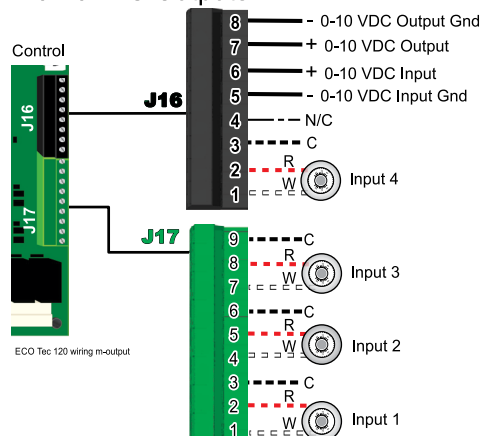 Control
J16
J17
ECO Tec 120 wiring m-output
J16
8 - 0-10 VDC Output Gnd
7 + 0-10 VDC Output
6 + 0-10 VDC Input
5 - 0-10 VDC Input Gnd
4 N/C
3 C
2 R
1 W
Input 4
J17
9 C
8 R
7 W
Input 3
6 C
5 R
4 W
Input 2
3 C
2 R
1 W
Input 1